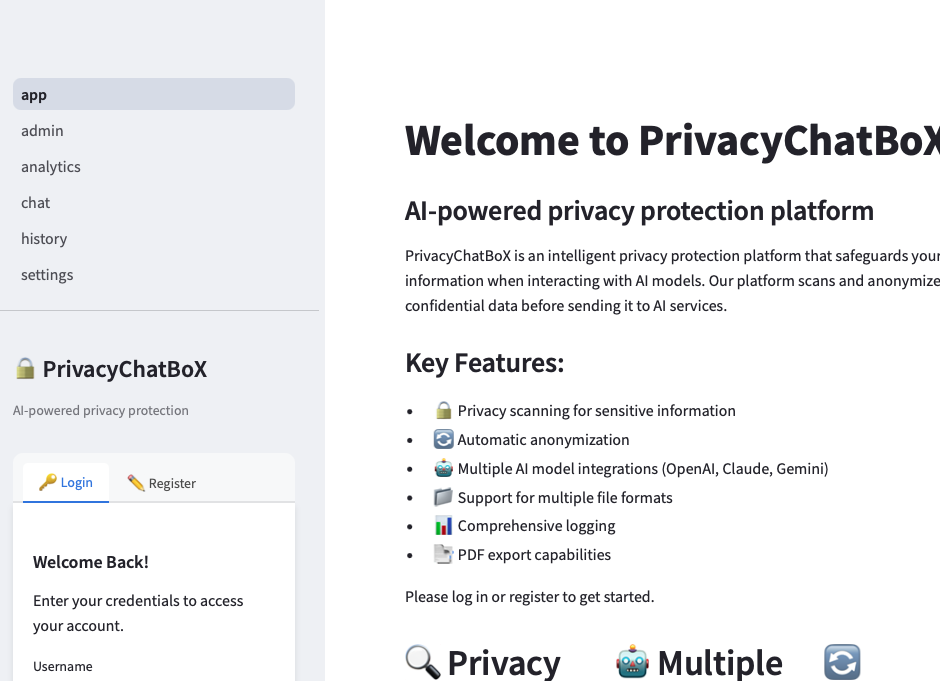 app
admin
analytics
chat
history
settings
🔒 PrivacyChatBoX
AI-powered privacy protection
🔑 Login ✏️ Register
Welcome Back!
Enter your credentials to access
your account.
Username
Welcome to PrivacyChatBoX
AI-powered privacy protection platform
PrivacyChatBoX is an intelligent privacy protection platform that safeguards your
information when interacting with AI models. Our platform scans and anonymize
confidential data before sending it to AI services.
Key Features:
• 🔒 Privacy scanning for sensitive information
• 🔄 Automatic anonymization
• 🤖 Multiple AI model integrations (OpenAI, Claude, Gemini)
• 📁 Support for multiple file formats
• 📊 Comprehensive logging
• 📑 PDF export capabilities
Please log in or register to get started.
🔍 Privacy 🤖 Multiple 🔄